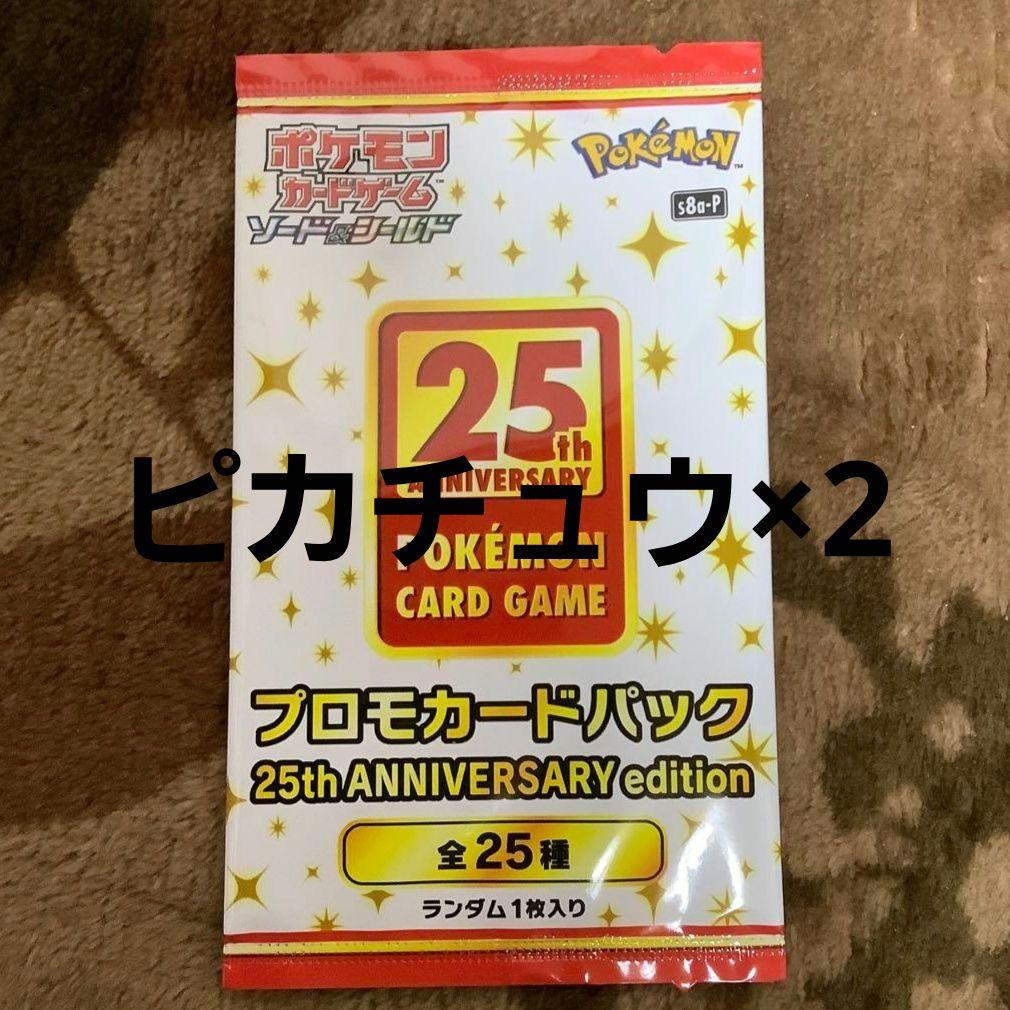 ポケモン
カードゲーム
ソード&シールド
Pokémon
s8a-P
25th
ANNIVERSARY
ピカチュウ×2
POKÉMON
CARD GAME
プロモカードパック
25th ANNIVERSARY edition
全25種
ランダム1枚入り